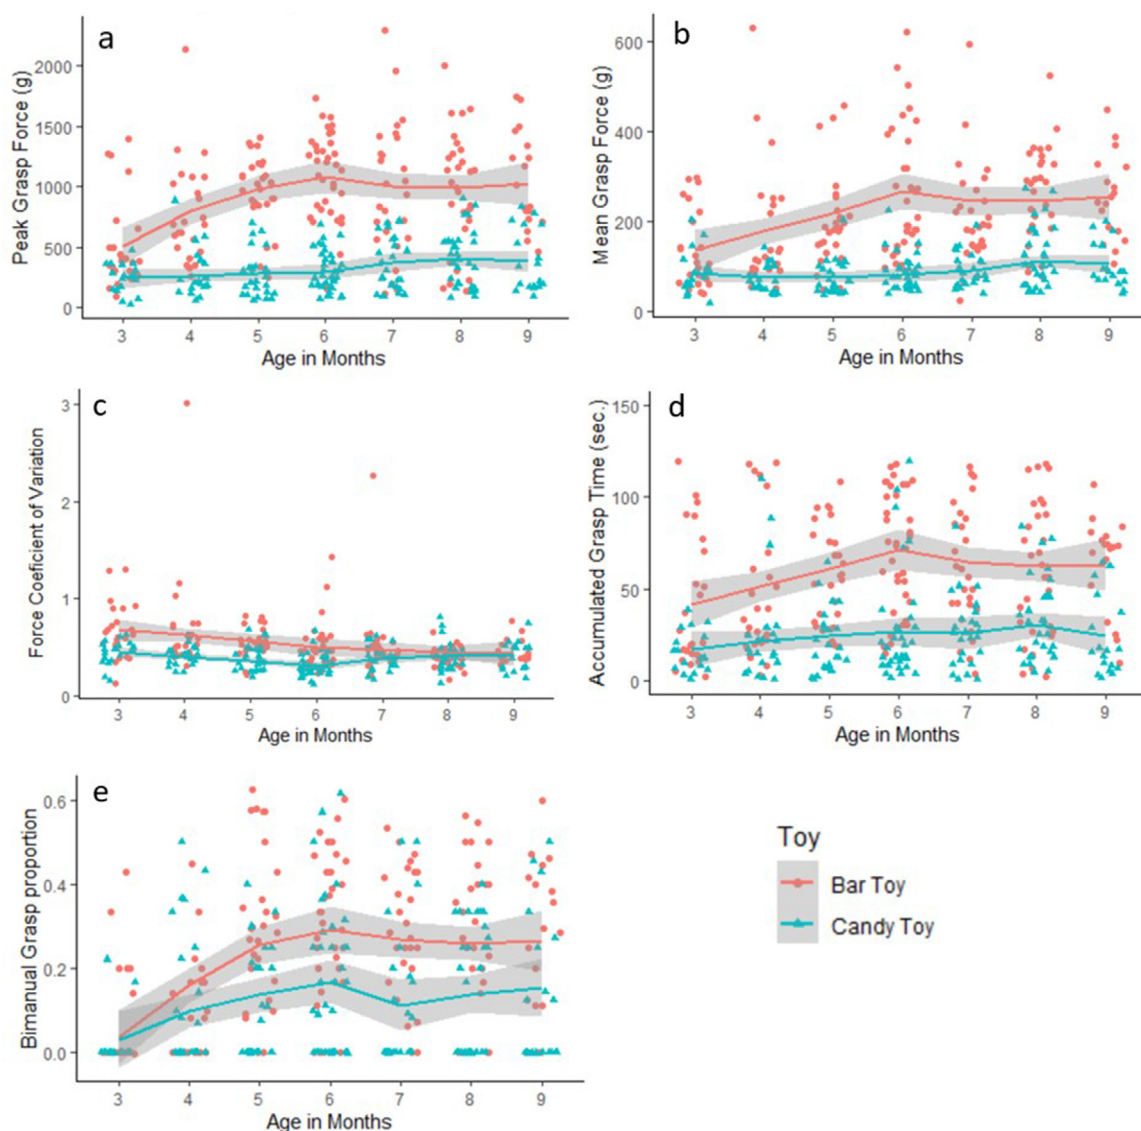 a
Peak Grasp Force (g)
2000
1500
1000
500
0
3 4 5 6 7 8 9
Age in Months
b
Mean Grasp Force (g)
600
400
200
0
3 4 5 6 7 8 9
Age in Months
c
Force Coeficient of Variation
3
2
1
0
3 4 5 6 7 8 9
Age in Months
d
Accumulated Grasp Time (sec.)
150
100
50
0
3 4 5 6 7 8 9
Age in Months
e
Bimanual Grasp proportion
0.6
0.4
0.2
0.0
3 4 5 6 7 8 9
Age in Months
Toy
Bar Toy
Candy Toy